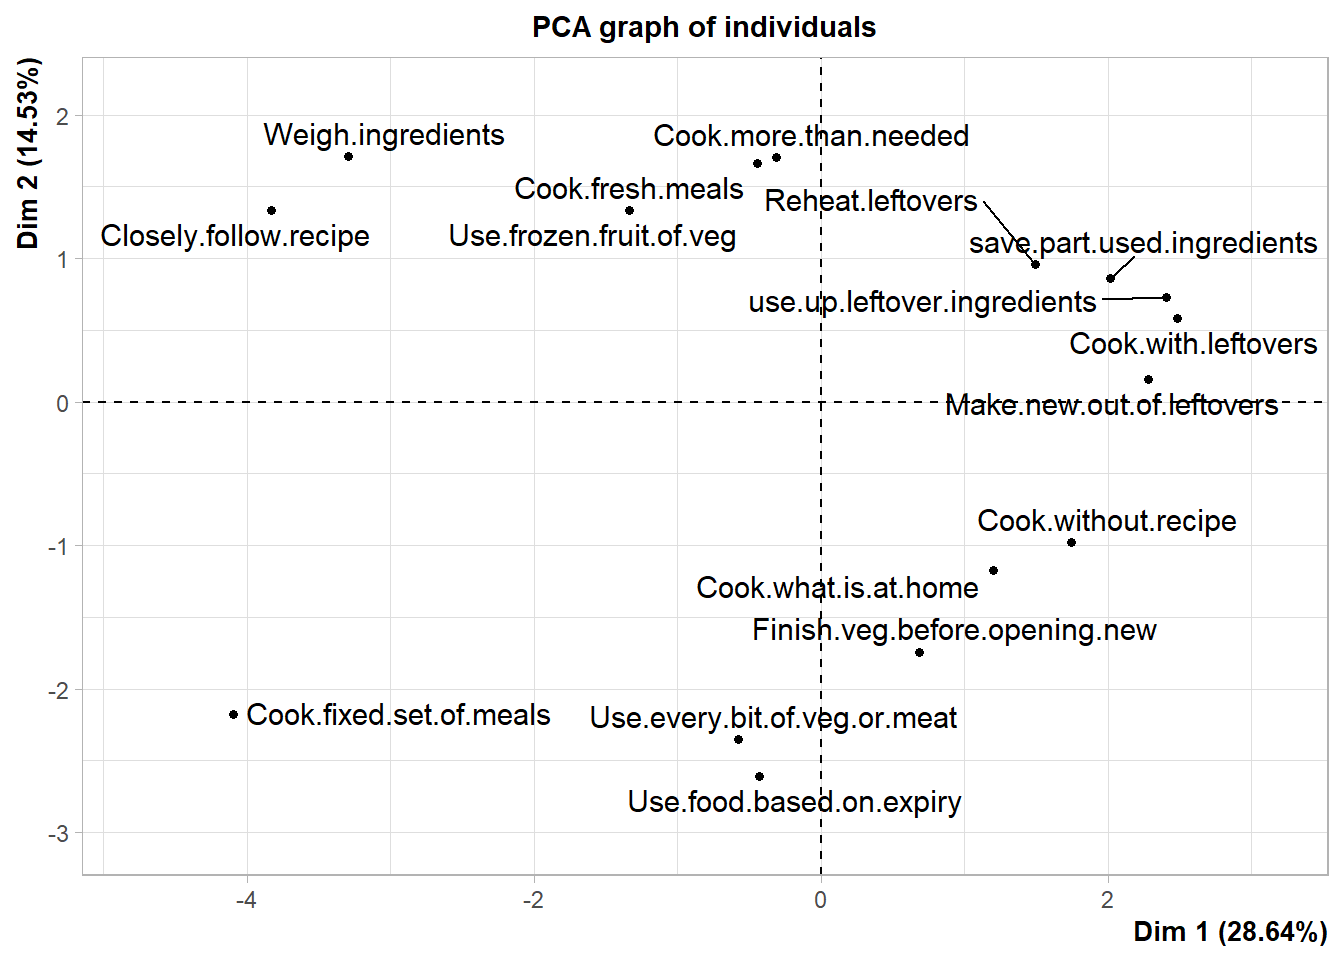 PCA graph of individuals
Dim 2 (14.53%)
2
1
0
-1
-2
-3
Weigh.ingredients
Cook.more.than.needed
Cook.fresh.meals
Reheat.leftovers
Closely.follow.recipe
Use.frozen.fruit.of.veg
save.part.used.ingredients
use.up.leftover.ingredients
Cook.with.leftovers
Make.new.out.of.leftovers
Cook.without.recipe
Cook.what.is.at.home
Finish.veg.before.opening.new
Cook.fixed.set.of.meals
Use.every.bit.of.veg.or.meat
Use.food.based.on.expiry
-4
-2
0
2
Dim 1 (28.64%)